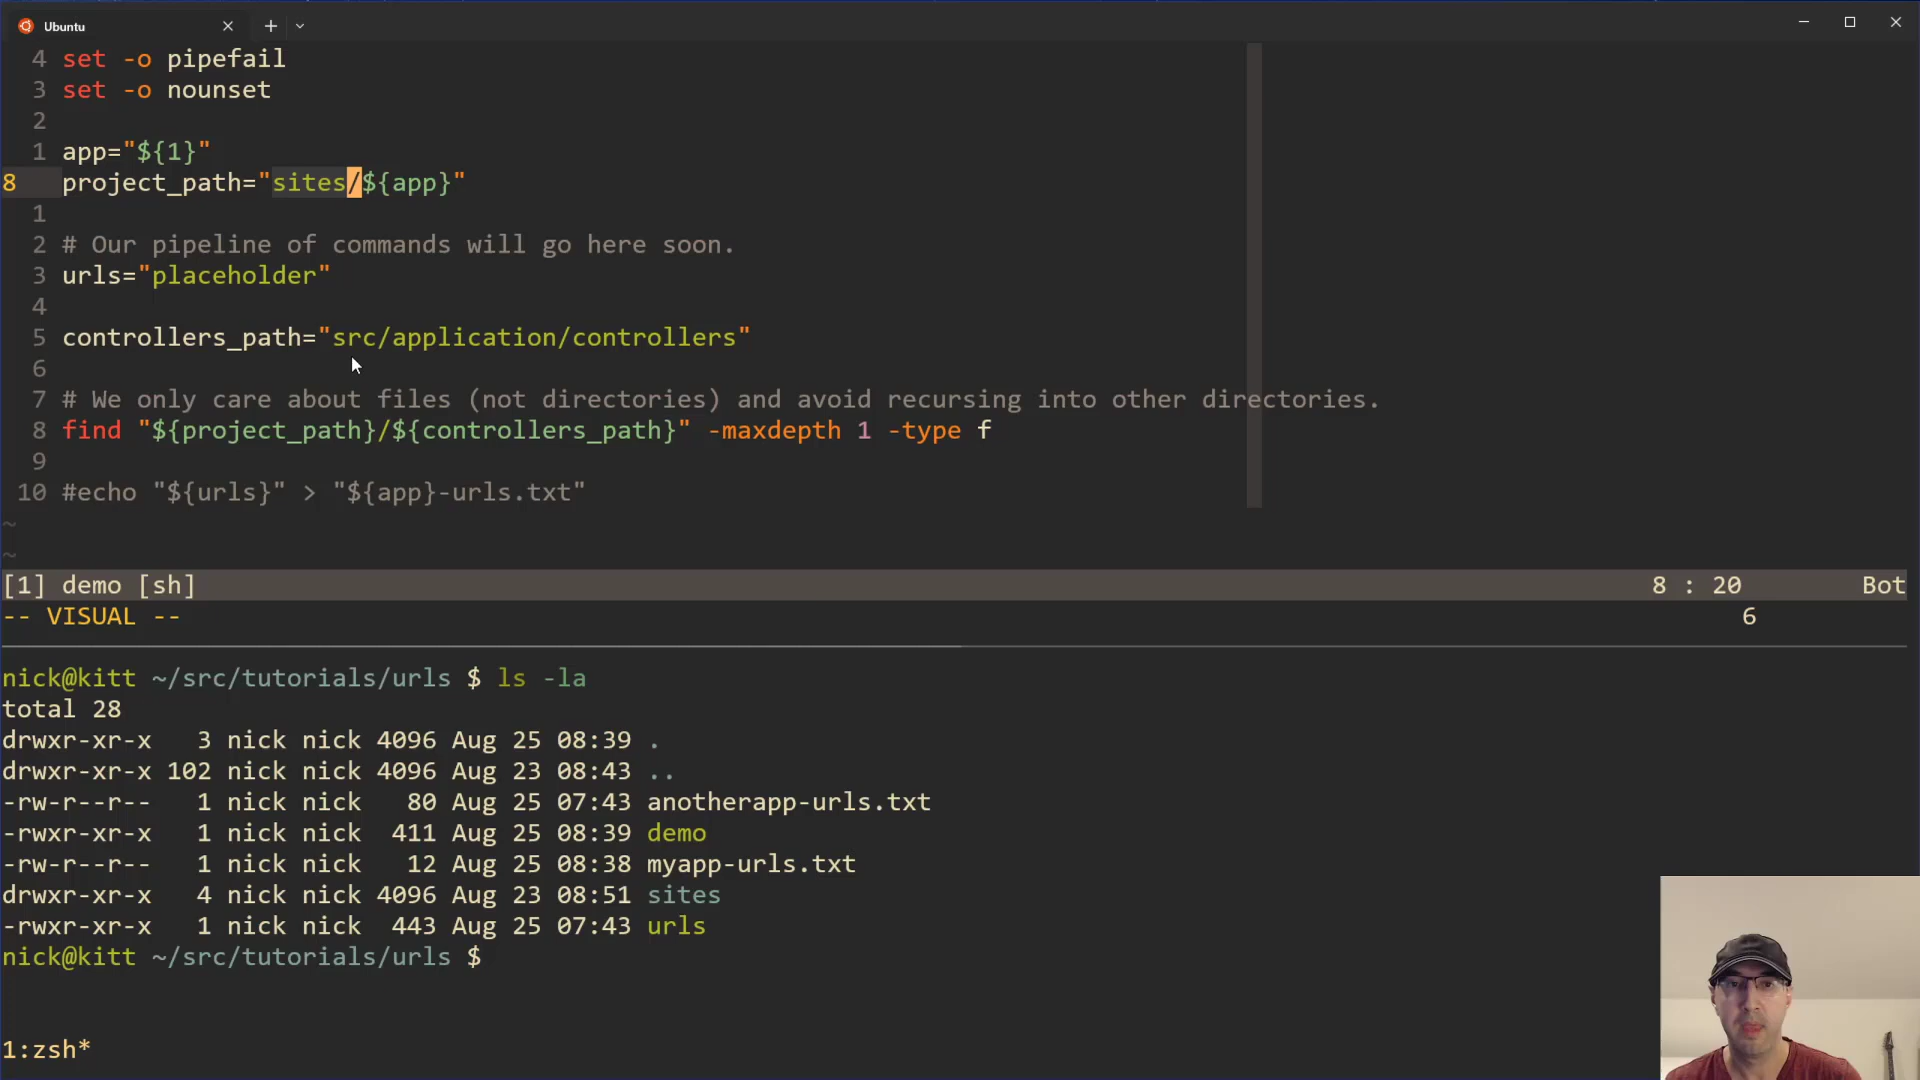 Ubuntu
4 set -o pipefail
3 set -o nounset
2
1 app="${1}"
8 project_path="sites/${app}"
1
2 # Our pipeline of commands will go here soon.
3 urls="placeholder"
4
5 controllers_path="src/application/controllers"
6
7 # We only care about files (not directories) and avoid recursing into other directories.
8 find "${project_path}/${controllers_path}" -maxdepth 1 -type f
9
10 #echo "${urls}" > "${app}-urls.txt"
~
~
[1] demo [sh] 8 : 20 Bot
-- VISUAL -- 6
nick@kitt ~/src/tutorials/urls $ ls -la
total 28
drwxr-xr-x 3 nick nick 4096 Aug 25 08:39 .
drwxr-xr-x 102 nick nick 4096 Aug 23 08:43 ..
-rw-r--r-- 1 nick nick 80 Aug 25 07:43 anotherapp-urls.txt
-rwxr-xr-x 1 nick nick 411 Aug 25 08:39 demo
-rw-r--r-- 1 nick nick 12 Aug 25 08:38 myapp-urls.txt
drwxr-xr-x 4 nick nick 4096 Aug 23 08:51 sites
-rwxr-xr-x 1 nick nick 443 Aug 25 07:43 urls
nick@kitt ~/src/tutorials/urls $
1:zsh*